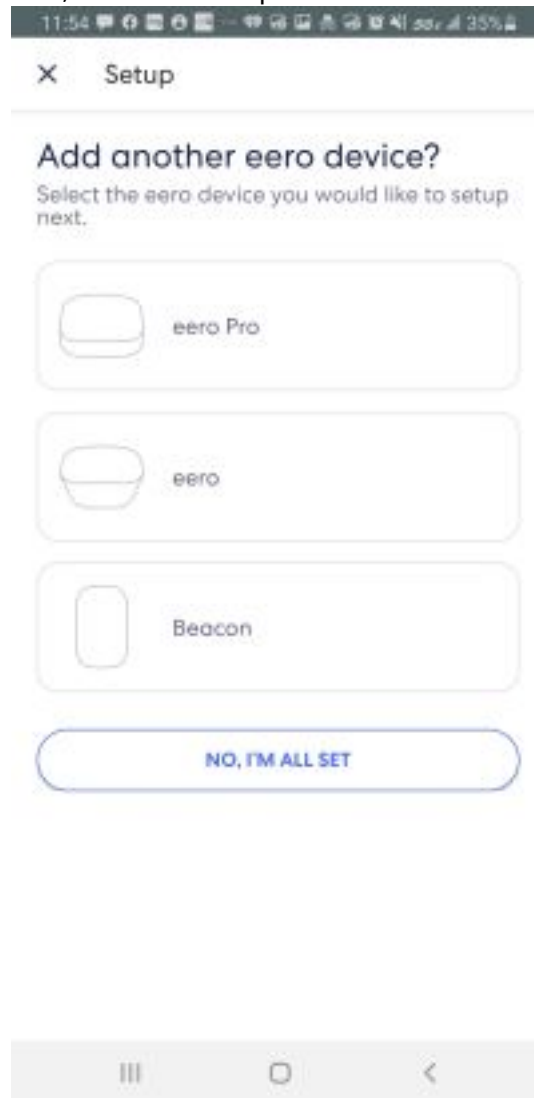 11:54 35%
X Setup
Add another eero device?
Select the eero device you would like to setup
next.
eero Pro
eero
Beacon
NO, I'M ALL SET